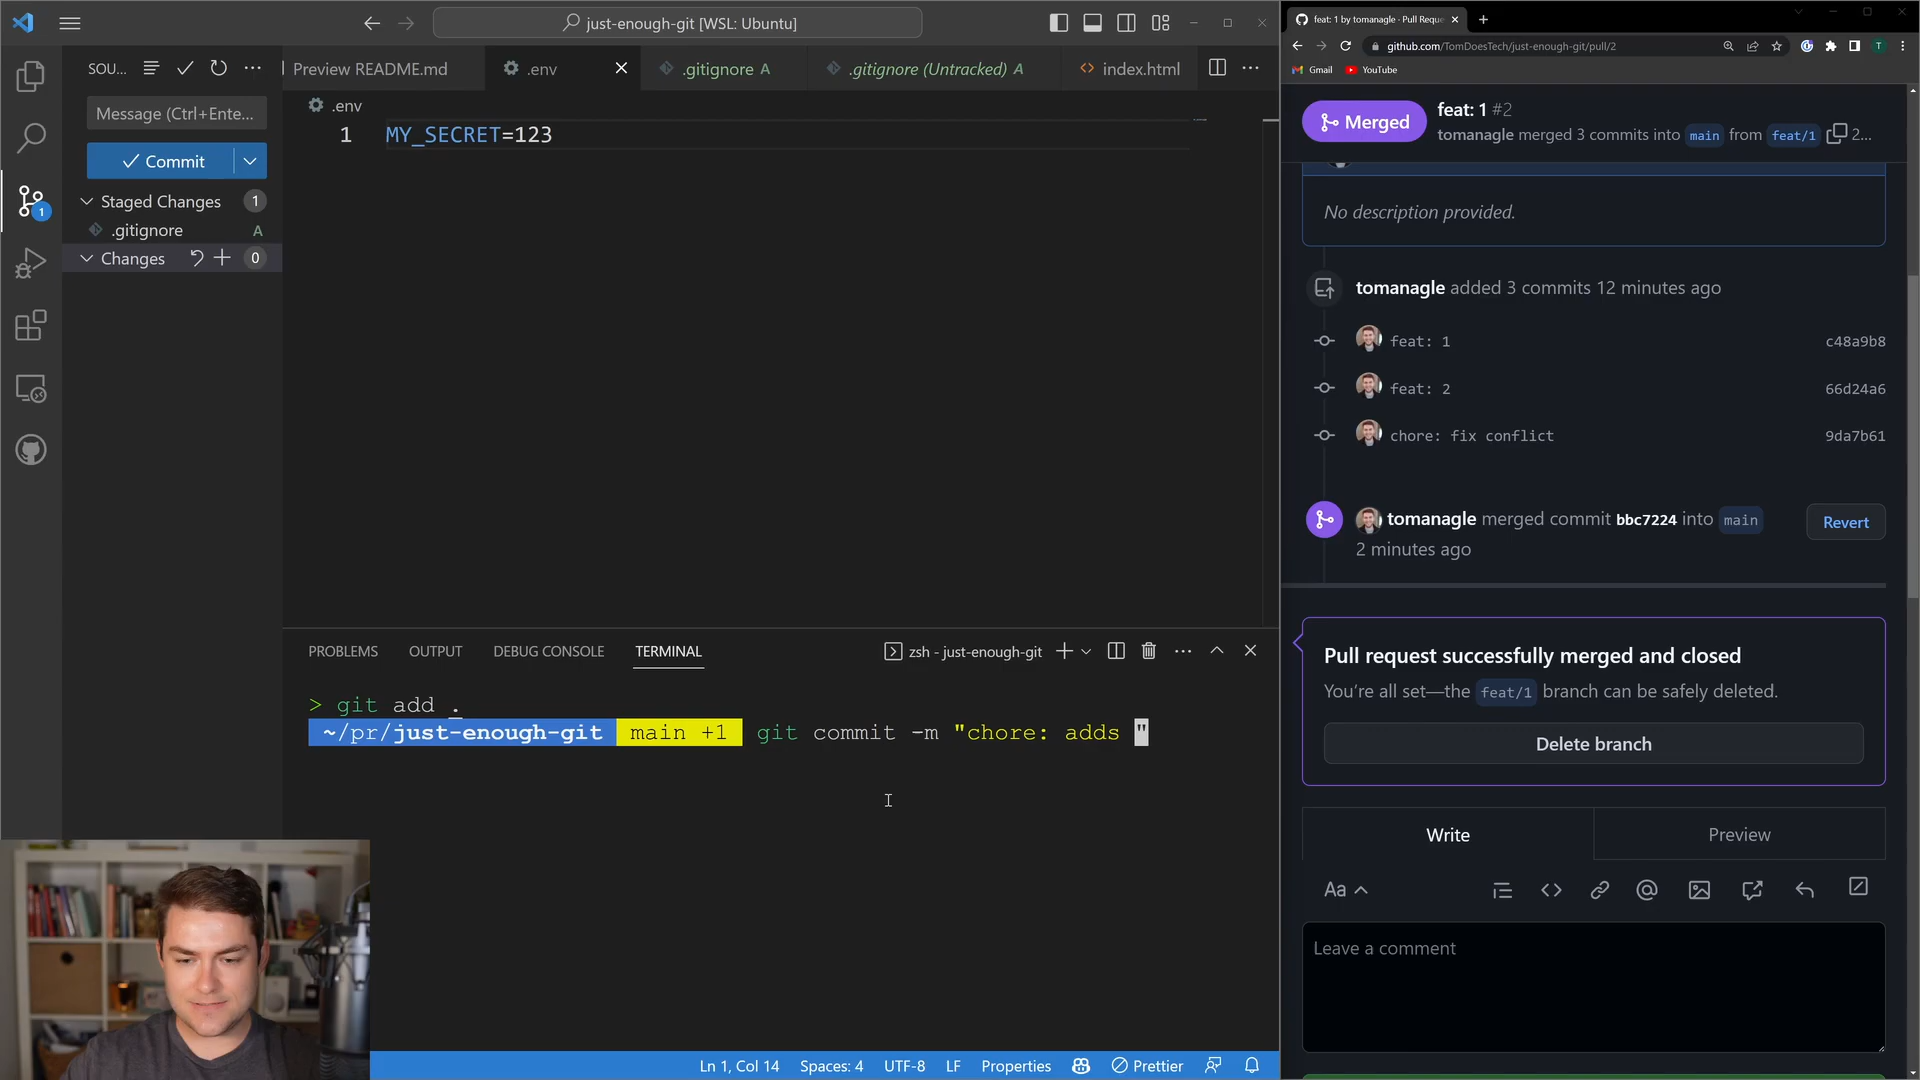 just-enough-git [WSL: Ubuntu]
SOU...
Message (Ctrl+Ente...
Commit
Staged Changes 1
.gitignore A
Changes 0
1
Preview README.md
.env
.gitignore A
.gitignore (Untracked) A
index.html
.env
1 MY_SECRET=123
PROBLEMS OUTPUT DEBUG CONSOLE TERMINAL
zsh - just-enough-git
> git add .
~/pr/just-enough-git main +1 git commit -m "chore: adds "
Ln 1, Col 14 Spaces: 4 UTF-8 LF Properties Prettier
feat: 1 by tomanagle · Pull Reque
github.com/TomDoesTech/just-enough-git/pull/2
T
Gmail YouTube
Merged
feat: 1 #2
tomanagle merged 3 commits into main from feat/1 2...
No description provided.
tomanagle added 3 commits 12 minutes ago
feat: 1 c48a9b8
feat: 2 66d24a6
chore: fix conflict 9da7b61
tomanagle merged commit bbc7224 into main
2 minutes ago
Revert
Pull request successfully merged and closed
You're all set—the feat/1 branch can be safely deleted.
Delete branch
Write Preview
Aa
Leave a comment